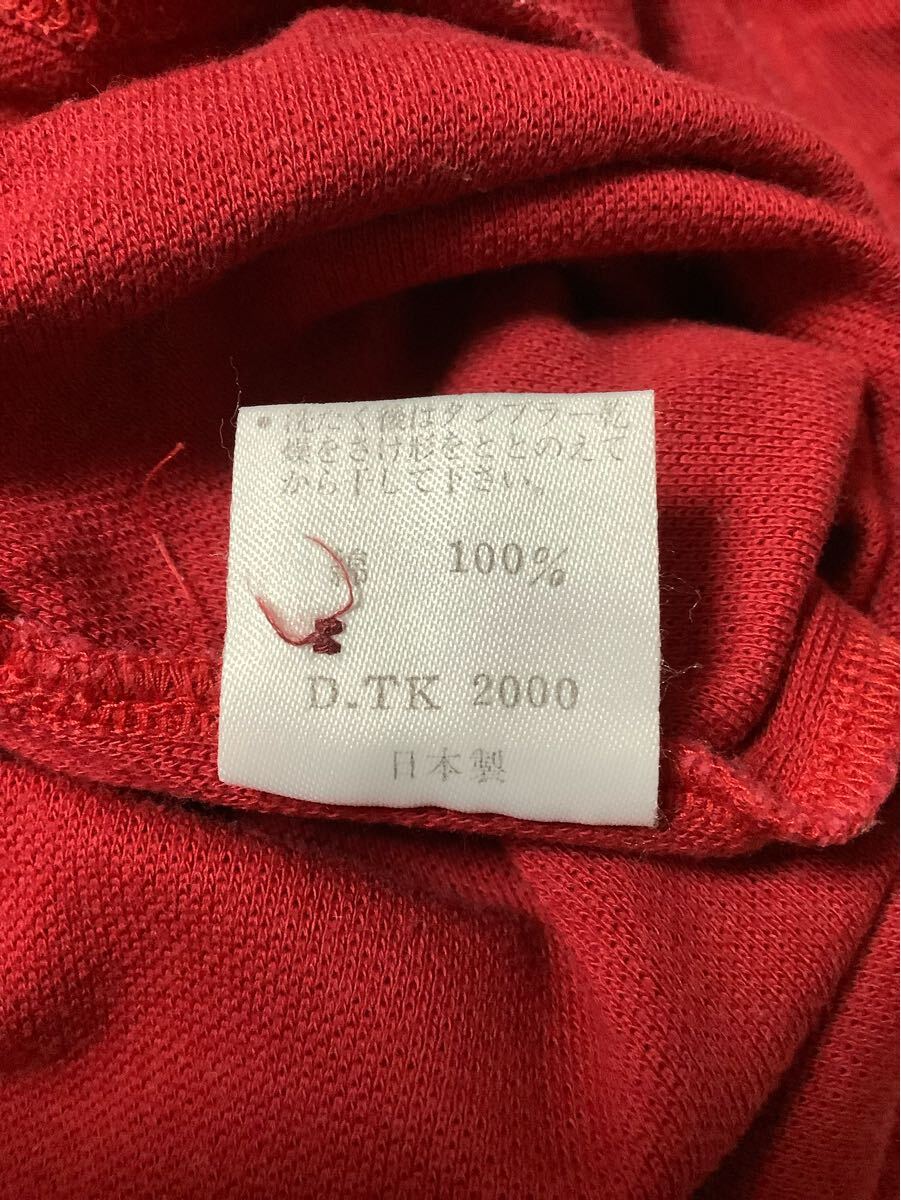 ・洗たく後はタンブラー乾
燥をさけ形をととのえて
から干して下さい。
綿 100%
D.TK 2000
日本製